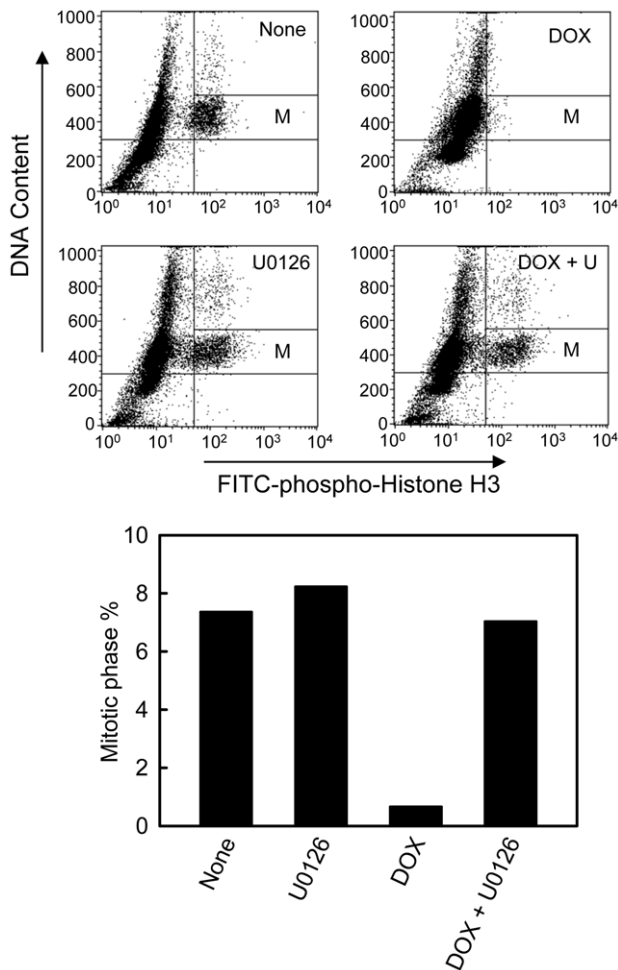 DNA Content
1000
800
600
400
200
0
None
M
10⁰ 10¹ 10² 10³ 10⁴
1000
800
600
400
200
0
DOX
M
10⁰ 10¹ 10² 10³ 10⁴
1000
800
600
400
200
0
U0126
M
10⁰ 10¹ 10² 10³ 10⁴
1000
800
600
400
200
0
DOX + U
M
10⁰ 10¹ 10² 10³ 10⁴
FITC-phospho-Histone H3
Mitotic phase %
10
8
6
4
2
0
None
U0126
DOX
DOX + U0126